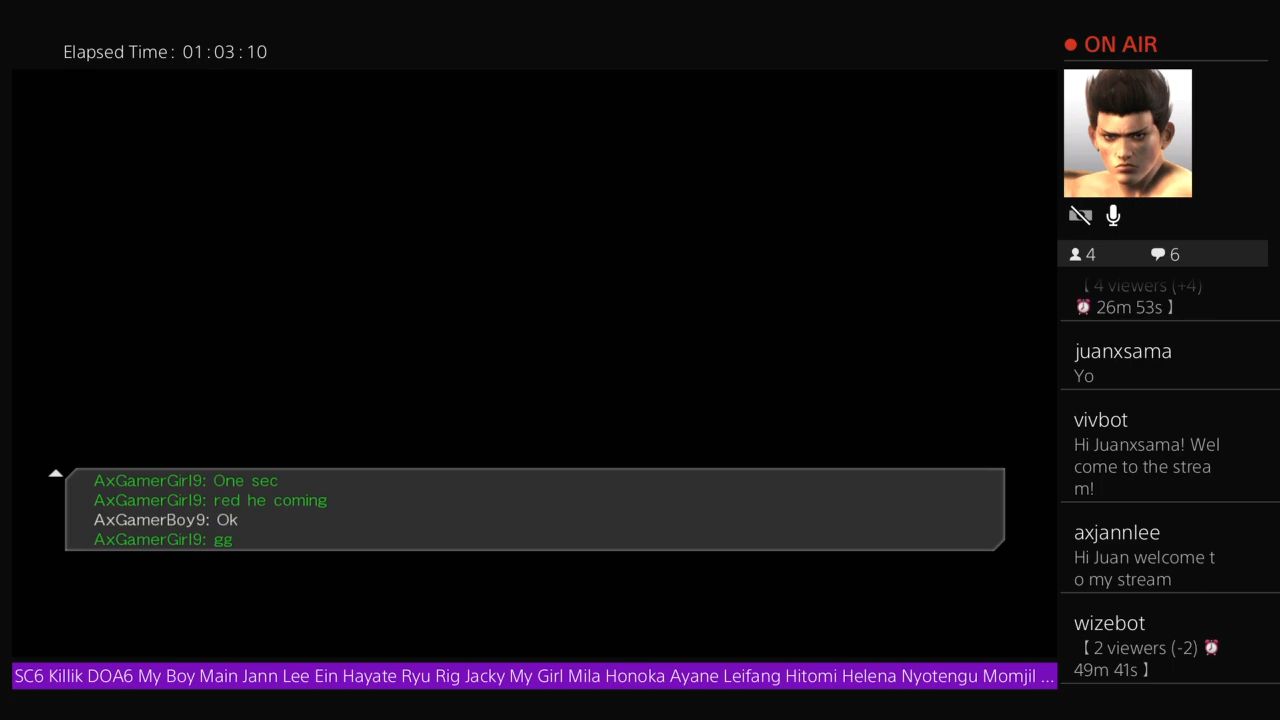 Elapsed Time: 01:03:10
ON AIR
4 6
【 4 viewers (+4)
⏰ 26m 53s 】
juanxsama
Yo
vivbot
Hi Juanxsama! Wel
come to the strea
m!
axjannlee
Hi Juan welcome t
o my stream
wizebot
【 2 viewers (-2) ⏰
49m 41s 】
AxGamerGirl9: One sec
AxGamerGirl9: red he coming
AxGamerBoy9: Ok
AxGamerGirl9: gg
SC6 Killik DOA6 My Boy Main Jann Lee Ein Hayate Ryu Rig Jacky My Girl Mila Honoka Ayane Leifang Hitomi Helena Nyotengu Momjil ...